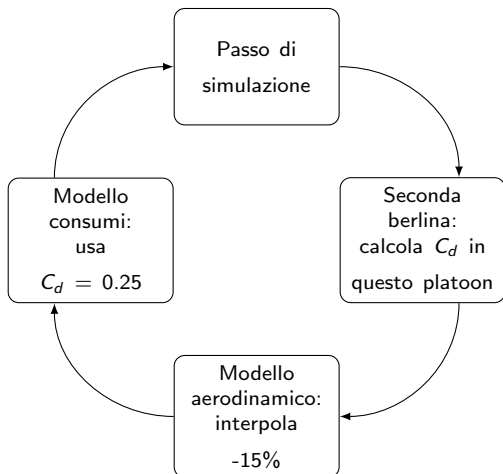 Passo di
simulazione
Seconda
berlina:
calcola C_d in
questo platoon
Modello
aerodinamico:
interpola
-15%
Modello
consumi:
usa
C_d = 0.25